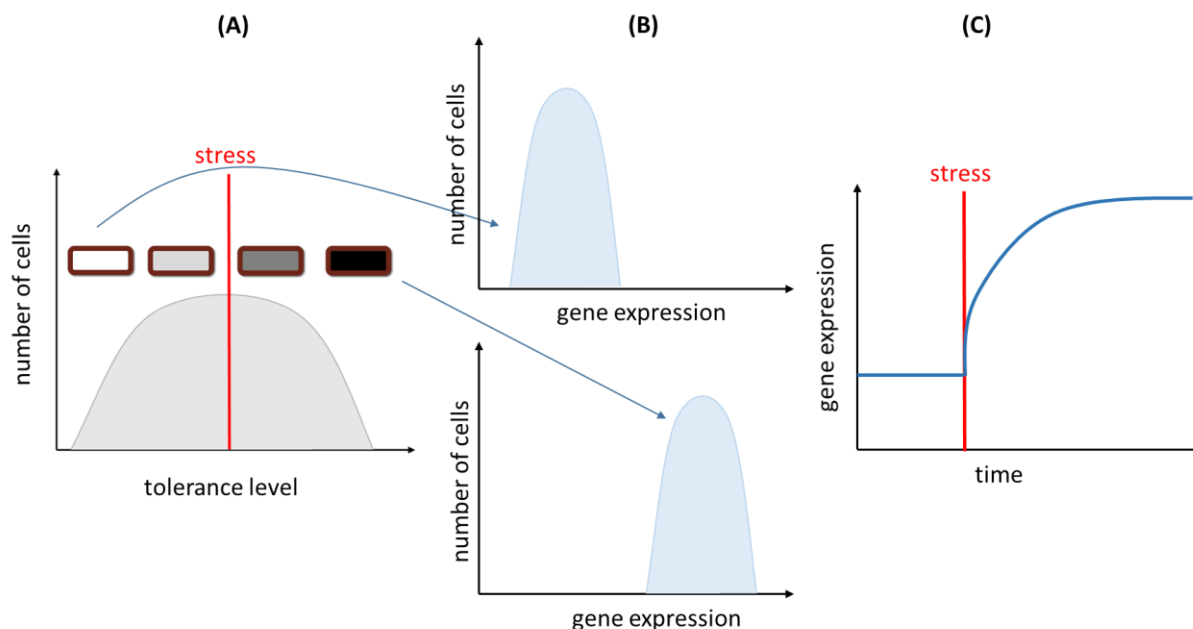 (A)
(B)
(C)
number of cells
stress
tolerance level
number of cells
gene expression
number of cells
gene expression
gene expression
stress
time